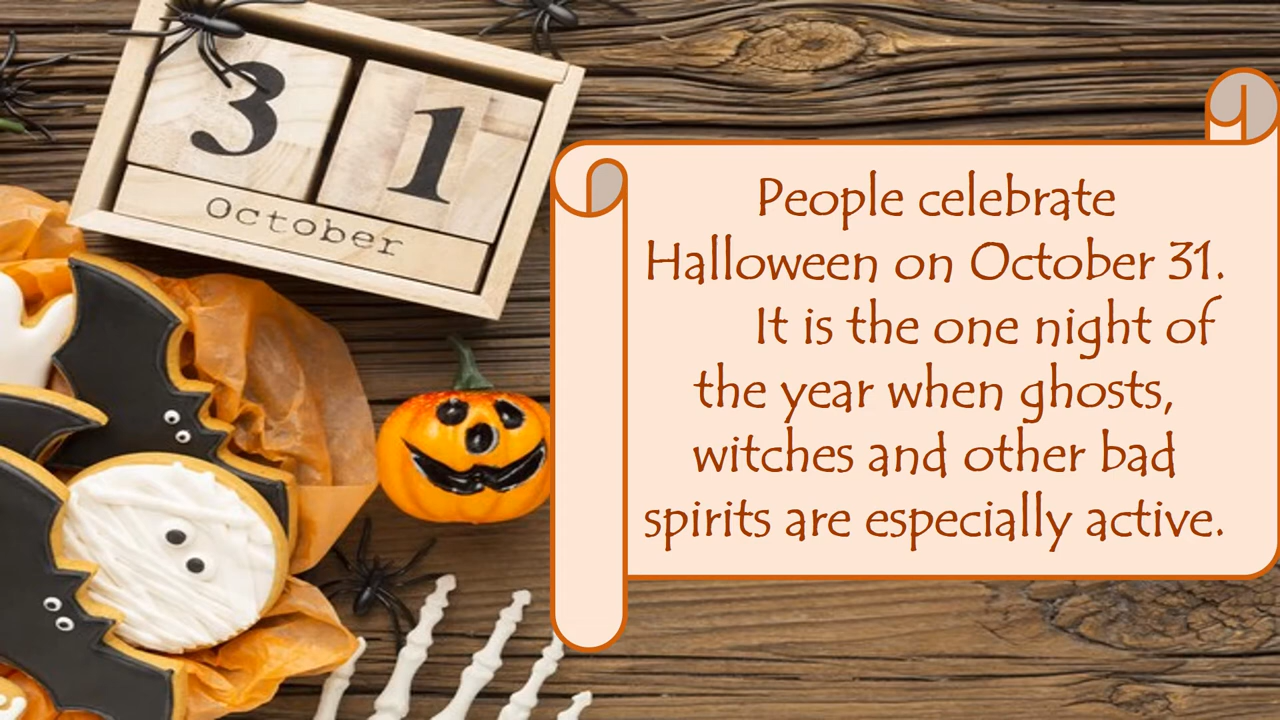 31
October
People celebrate
Halloween on October 31.
It is the one night of
the year when ghosts,
witches and other bad
spirits are especially active.